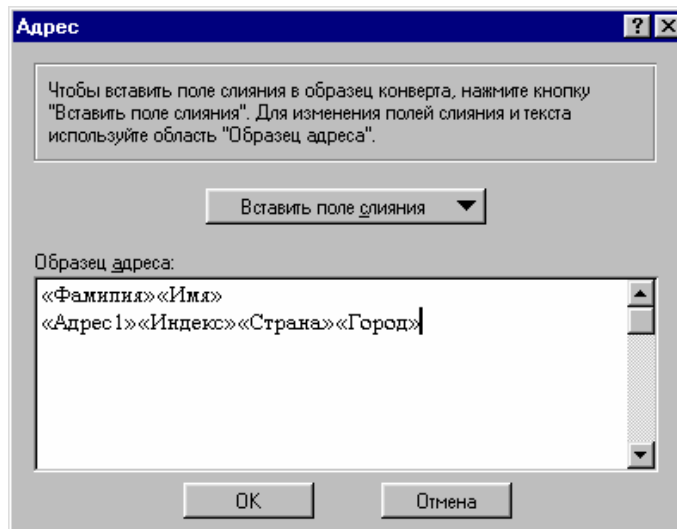 Адрес
Чтобы вставить поле слияния в образец конверта, нажмите кнопку
"Вставить поле слияния". Для изменения полей слияния и текста
используйте область "Образец адреса".
Вставить поле слияния
Образец адреса:
«Фамилия»«Имя»
«Адрес1»«Индекс»«Страна»«Город»
OK
Отмена